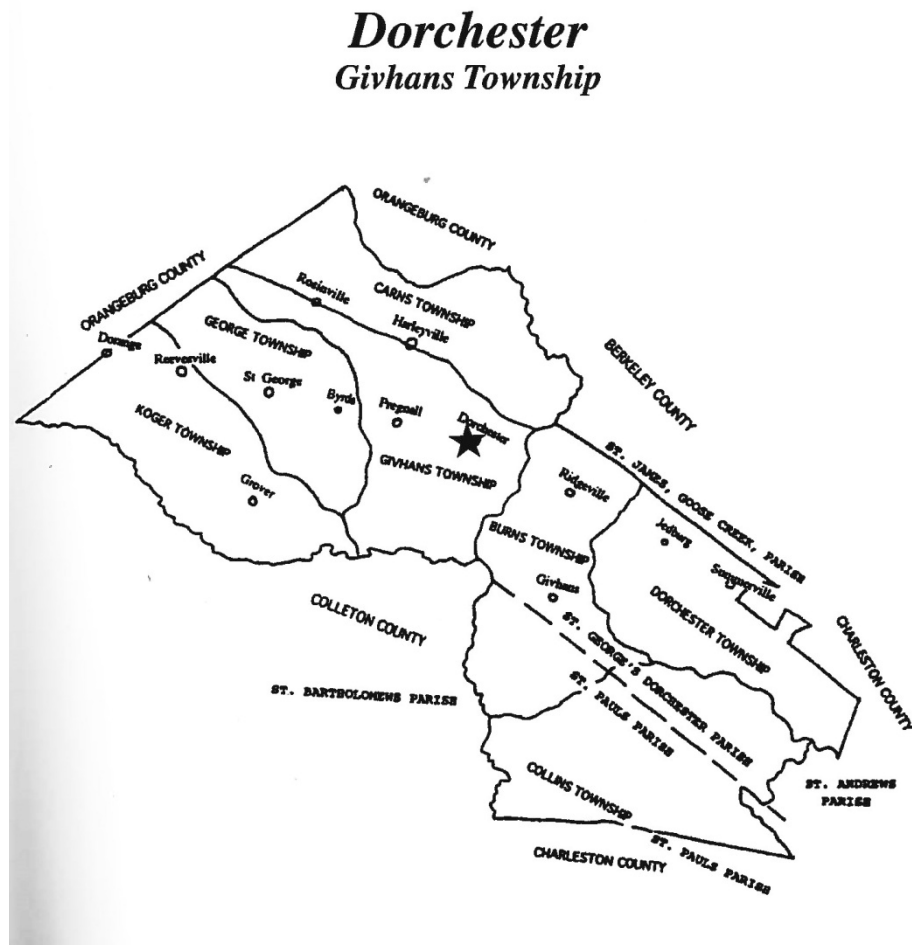 Dorchester
Givhans Township
ORANGEBURG COUNTY
ORANGEBURG COUNTY
Rosinville
CARNS TOWNSHIP
Harleyville
GEORGE TOWNSHIP
Dorange
Reevesville
St George
Byrds
Pregnall
Dorchester
BERKELEY COUNTY
KOGER TOWNSHIP
GIVHANS TOWNSHIP
Grover
Ridgeville
ST. JAMES, GOOSE CREEK, PARISH
Jedburg
BURNS TOWNSHIP
Givhans
Summerville
COLLETON COUNTY
DORCHESTER TOWNSHIP
CHARLESTON COUNTY
ST. GEORGE'S DORCHESTER PARISH
ST. BARTHOLOMEWS PARISH
ST. PAULS PARISH
COLLINS TOWNSHIP
ST. ANDREWS
PARISH
ST. PAULS PARISH
CHARLESTON COUNTY